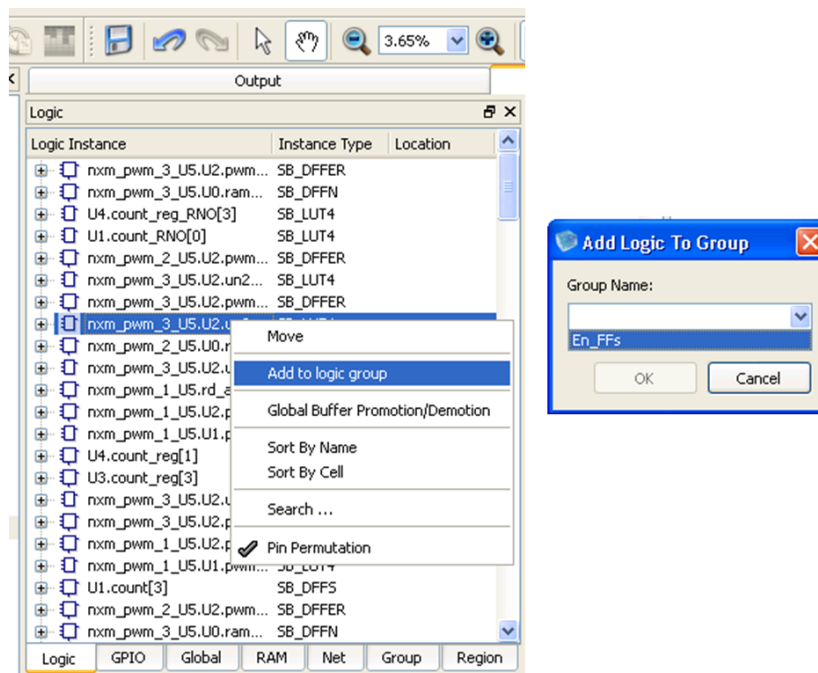 3.65%
Output
Logic
Logic Instance Instance Type Location
nxm_pwm_3_U5.U2.pwm... SB_DFFER
nxm_pwm_3_U5.U0.ram... SB_DFFN
U4.count_reg_RNO[3] SB_LUT4
U1.count_RNO[0] SB_LUT4
nxm_pwm_2_U5.U2.pwm... SB_DFFER
nxm_pwm_3_U5.U2.un2... SB_LUT4
nxm_pwm_3_U5.U2.pwm... SB_DFFER
nxm_pwm_3_U5.U2.u
nxm_pwm_2_U5.U0.r
nxm_pwm_3_U5.U2.u
nxm_pwm_1_U5.rd_a
nxm_pwm_1_U5.U2.p
nxm_pwm_1_U5.U1.p
U4.count_reg[1]
U3.count_reg[3]
nxm_pwm_3_U5.U2.u
nxm_pwm_3_U5.U2.p
nxm_pwm_1_U5.U2.p
nxm_pwm_1_U5.U1.pwm... SB_LUT4
U1.count[3] SB_DFFS
nxm_pwm_2_U5.U2.pwm... SB_DFFER
nxm_pwm_3_U5.U0.ram... SB_DFFN
Move
Add to logic group
Global Buffer Promotion/Demotion
Sort By Name
Sort By Cell
Search ...
Pin Permutation
Logic GPIO Global RAM Net Group Region
Add Logic To Group
Group Name:
En_FFs
OK Cancel